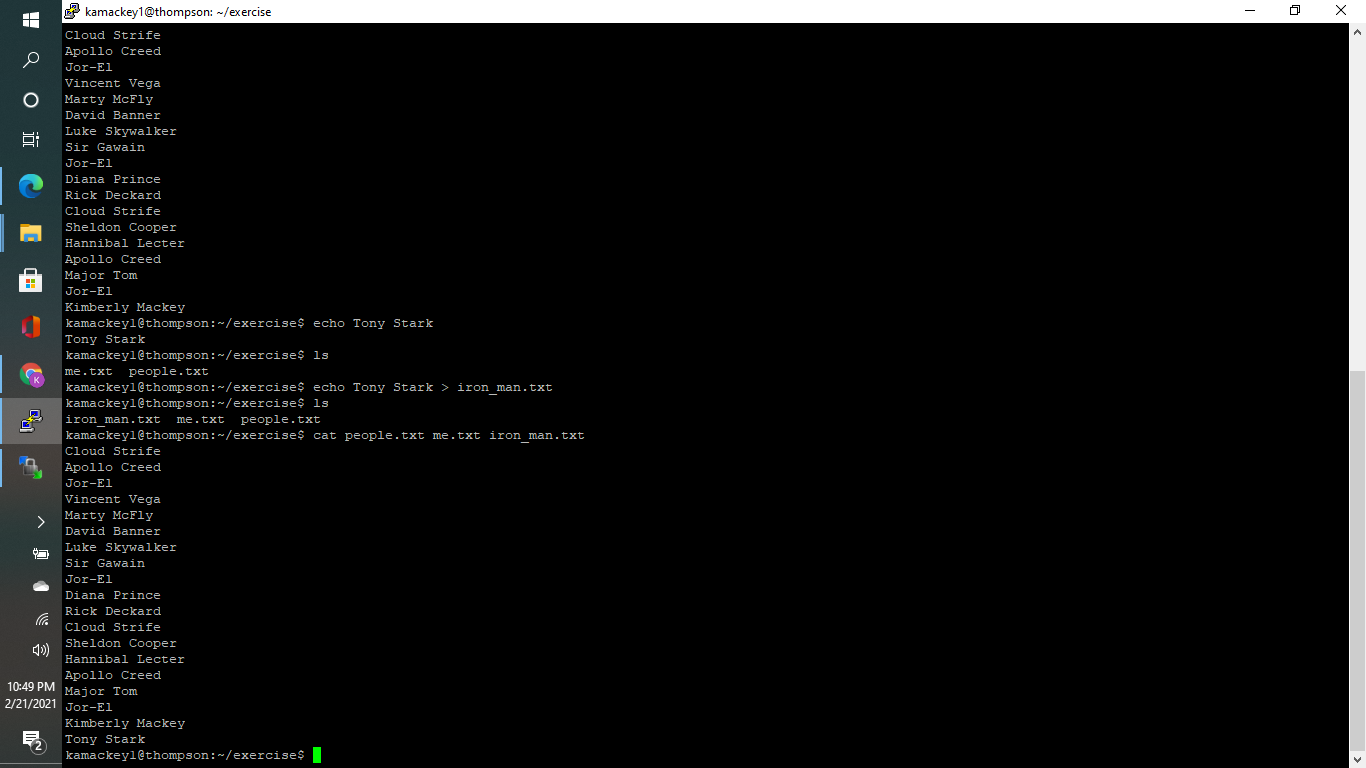 kamackey1@thompson: ~/exercise
Cloud Strife
Apollo Creed
Jor-El
Vincent Vega
Marty McFly
David Banner
Luke Skywalker
Sir Gawain
Jor-El
Diana Prince
Rick Deckard
Cloud Strife
Sheldon Cooper
Hannibal Lecter
Apollo Creed
Major Tom
Jor-El
Kimberly Mackey
kamackey1@thompson:~/exercise$ echo Tony Stark
Tony Stark
kamackey1@thompson:~/exercise$ ls
me.txt  people.txt
kamackey1@thompson:~/exercise$ echo Tony Stark > iron_man.txt
kamackey1@thompson:~/exercise$ ls
iron_man.txt  me.txt  people.txt
kamackey1@thompson:~/exercise$ cat people.txt me.txt iron_man.txt
Cloud Strife
Apollo Creed
Jor-El
Vincent Vega
Marty McFly
David Banner
Luke Skywalker
Sir Gawain
Jor-El
Diana Prince
Rick Deckard
Cloud Strife
Sheldon Cooper
Hannibal Lecter
Apollo Creed
Major Tom
Jor-El
Kimberly Mackey
Tony Stark
kamackey1@thompson:~/exercise$
K
10:49 PM
2/21/2021
2